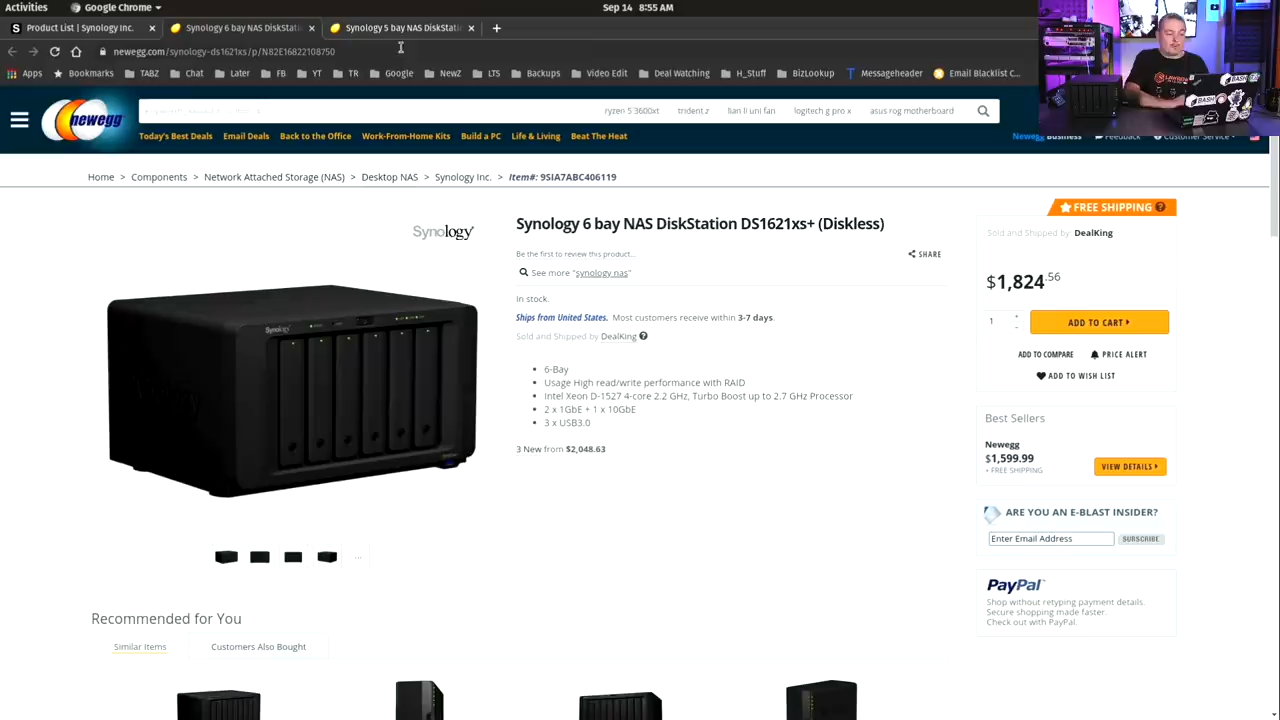 Activities
Google Chrome
Sep 14 8:55 AM
Product List | Synology Inc.
Synology 6 bay NAS DiskStati
Synology 6 bay NAS DiskStati
newegg.com/synology-ds1621xs/p/N82E16822108750
Apps
Bookmarks
TABZ
Chat
Later
YT
Google
NewZ
LTS
Backups
Video Edit
Deal Watching
H_Stuff
BizLookup
Messageheader
Email Blacklist C...
newegg
ryzen 5 3600xt
trident z
lian li uni fan
logitech g pro x
asus rog motherboard
Today's Best Deals
Email Deals
Back to the Office
Work-From-Home Kits
Build a PC
Life & Living
Beat The Heat
Newegg Business
Feedback
Customer Service
Home > Components > Network Attached Storage (NAS) > Desktop NAS > Synology Inc. > Item#: 9SIA7ABC406119
FREE SHIPPING
Synology
Synology 6 bay NAS DiskStation DS1621xs+ (Diskless)
Be the first to review this product...
SHARE
See more "synology nas"
In stock.
Ships from United States. Most customers receive within 3-7 days.
Sold and Shipped by DealKing
6-Bay
Usage High read/write performance with RAID
Intel Xeon D-1527 4-core 2.2 GHz, Turbo Boost up to 2.7 GHz Processor
2 x 1GbE + 1 x 10GbE
3 x USB3.0
3 New from $2,048.63
Synology
Sold and Shipped by: DealKing
$1,824.56
1
ADD TO CART
ADD TO COMPARE
PRICE ALERT
ADD TO WISH LIST
Best Sellers
Newegg
$1,599.99
+ FREE SHIPPING
VIEW DETAILS
ARE YOU AN E-BLAST INSIDER?
Enter Email Address
SUBSCRIBE
PayPal
Shop without retyping payment details.
Secure shopping made faster.
Check out with PayPal.
...
Recommended for You
Similar Items
Customers Also Bought